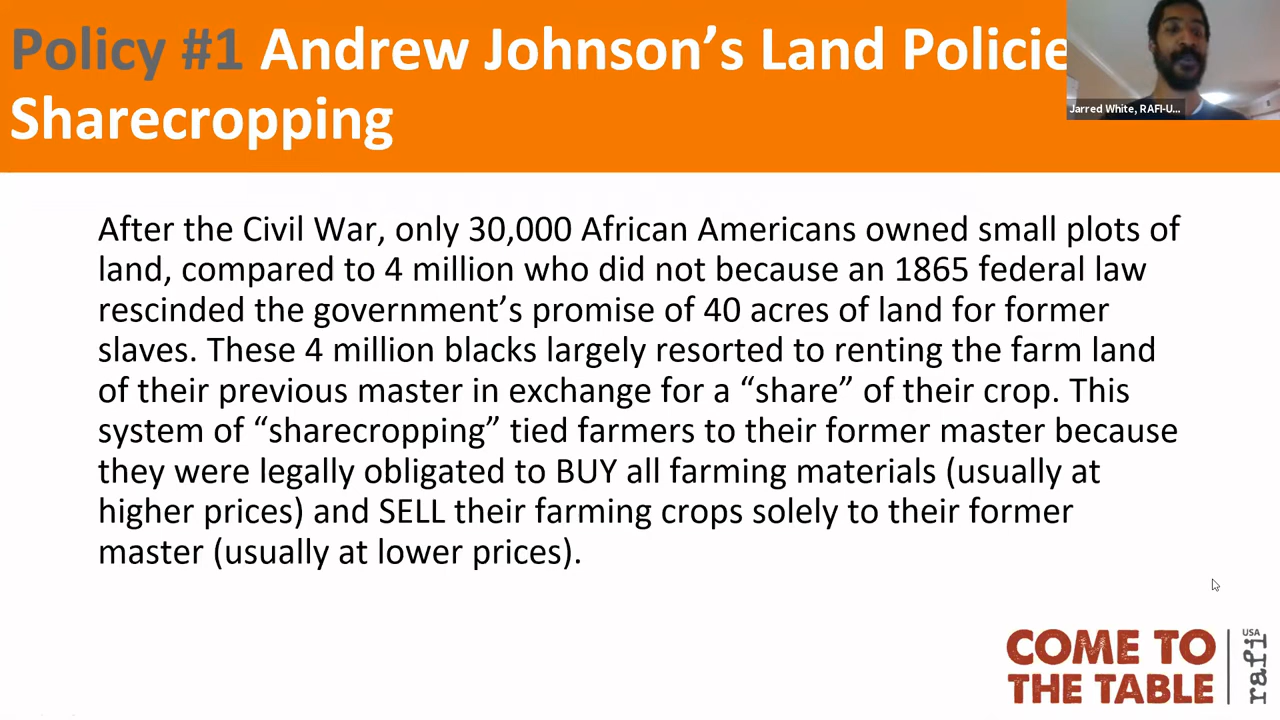 Policy #1 Andrew Johnson’s Land Policie
Sharecropping
Jarred White, RAFI-U...
After the Civil War, only 30,000 African Americans owned small plots of
land, compared to 4 million who did not because an 1865 federal law
rescinded the government’s promise of 40 acres of land for former
slaves. These 4 million blacks largely resorted to renting the farm land
of their previous master in exchange for a “share” of their crop. This
system of “sharecropping” tied farmers to their former master because
they were legally obligated to BUY all farming materials (usually at
higher prices) and SELL their farming crops solely to their former
master (usually at lower prices).
COME TO
THE TABLE
rafi
USA